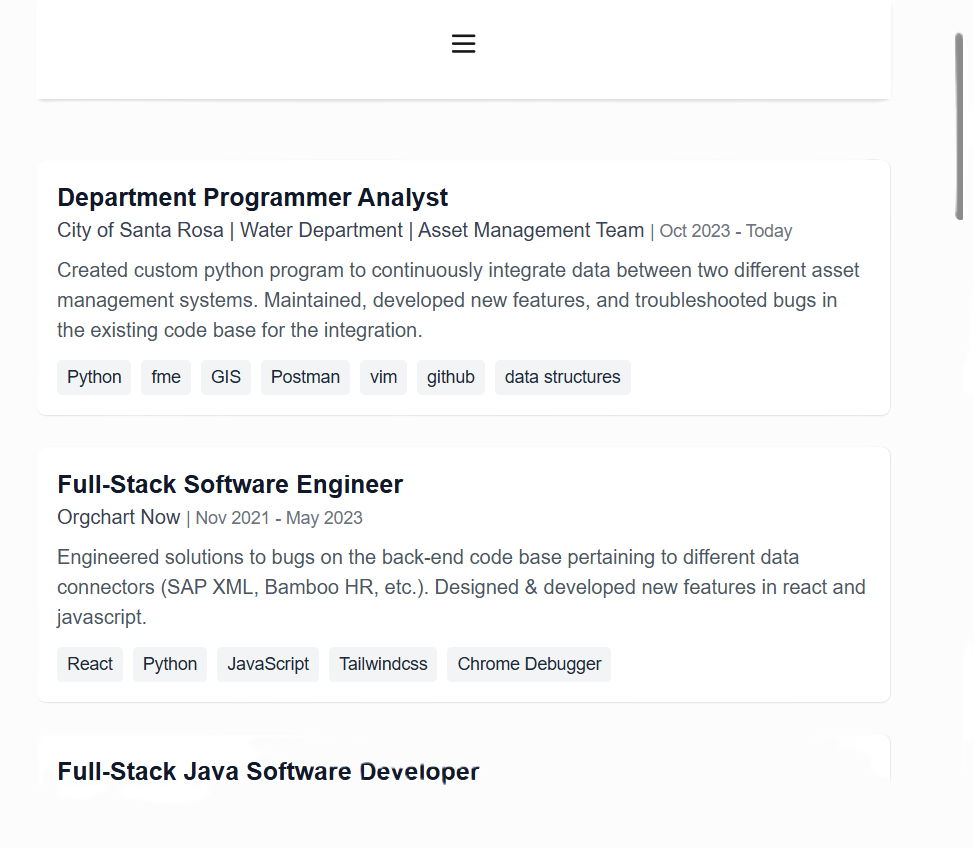 Department Programmer Analyst
City of Santa Rosa | Water Department | Asset Management Team | Oct 2023 - Today
Created custom python program to continuously integrate data between two different asset
management systems. Maintained, developed new features, and troubleshooted bugs in
the existing code base for the integration.
Python fme GIS Postman vim github data structures
Full-Stack Software Engineer
Orgchart Now | Nov 2021 - May 2023
Engineered solutions to bugs on the back-end code base pertaining to different data
connectors (SAP XML, Bamboo HR, etc.). Designed & developed new features in react and
javascript.
React Python JavaScript Tailwindcss Chrome Debugger
Full-Stack Java Software Developer